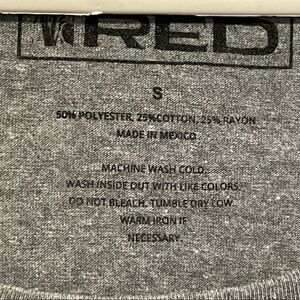 RED
S
50% POLYESTER, 25%COTTON, 25% RAYON
MADE IN MEXICO
MACHINE WASH COLD.
WASH INSIDE OUT WITH LIKE COLORS.
DO NOT BLEACH. TUMBLE DRY LOW.
WARM IRON IF
NECESSARY.